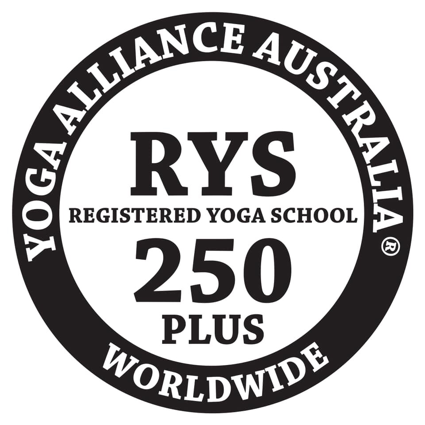 YOGA ALLIANCE AUSTRALIA®
RYS
REGISTERED YOGA SCHOOL
250
PLUS
WORLDWIDE